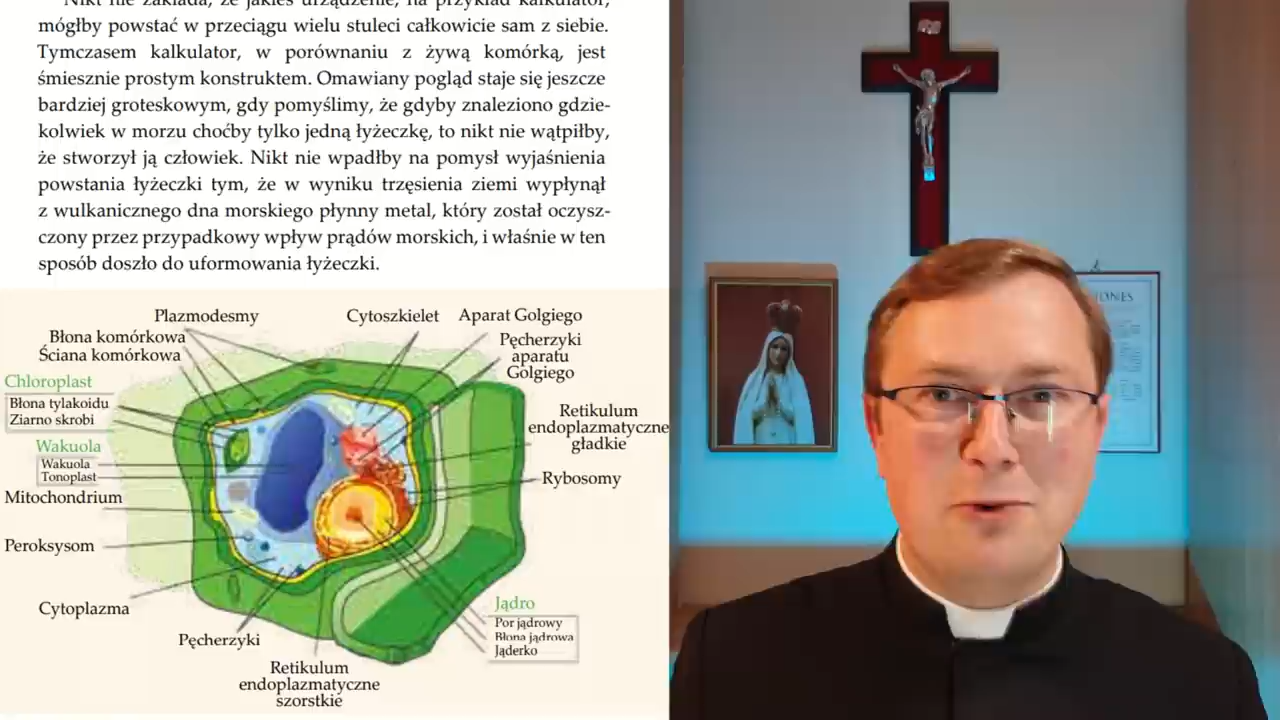 Nikt nie zakłada, że jakieś urządzenie, na przykład kalkulator,
mógłby powstać w przeciągu wielu stuleci całkowicie sam z siebie.
Tymczasem kalkulator, w porównaniu z żywą komórką, jest
śmiesznie prostym konstruktem. Omawiany pogląd staje się jeszcze
bardziej groteskowym, gdy pomyślimy, że gdyby znaleziono gdzie-
kolwiek w morzu choćby tylko jedną łyżeczkę, to nikt nie wątpiłby,
że stworzył ją człowiek. Nikt nie wpadłby na pomysł wyjaśnienia
powstania łyżeczki tym, że w wyniku trzęsienia ziemi wypłynął
z wulkanicznego dna morskiego płynny metal, który został oczysz-
czony przez przypadkowy wpływ prądów morskich, i właśnie w ten
sposób doszło do uformowania łyżeczki.
Plazmodesmy
Błona komórkowa
Ściana komórkowa
Chloroplast
Błona tylakoidu
Ziarno skrobi
Wakuola
Wakuola
Tonoplast
Mitochondrium
Peroksysom
Cytoplazma
Pęcherzyki
Retikulum
endoplazmatyczne
szorstkie
Cytoszkielet
Aparat Golgiego
Pęcherzyki
aparatu
Golgiego
Retikulum
endoplazmatyczne
gładkie
Rybosomy
Jądro
Por jądrowy
Błona jądrowa
Jąderko